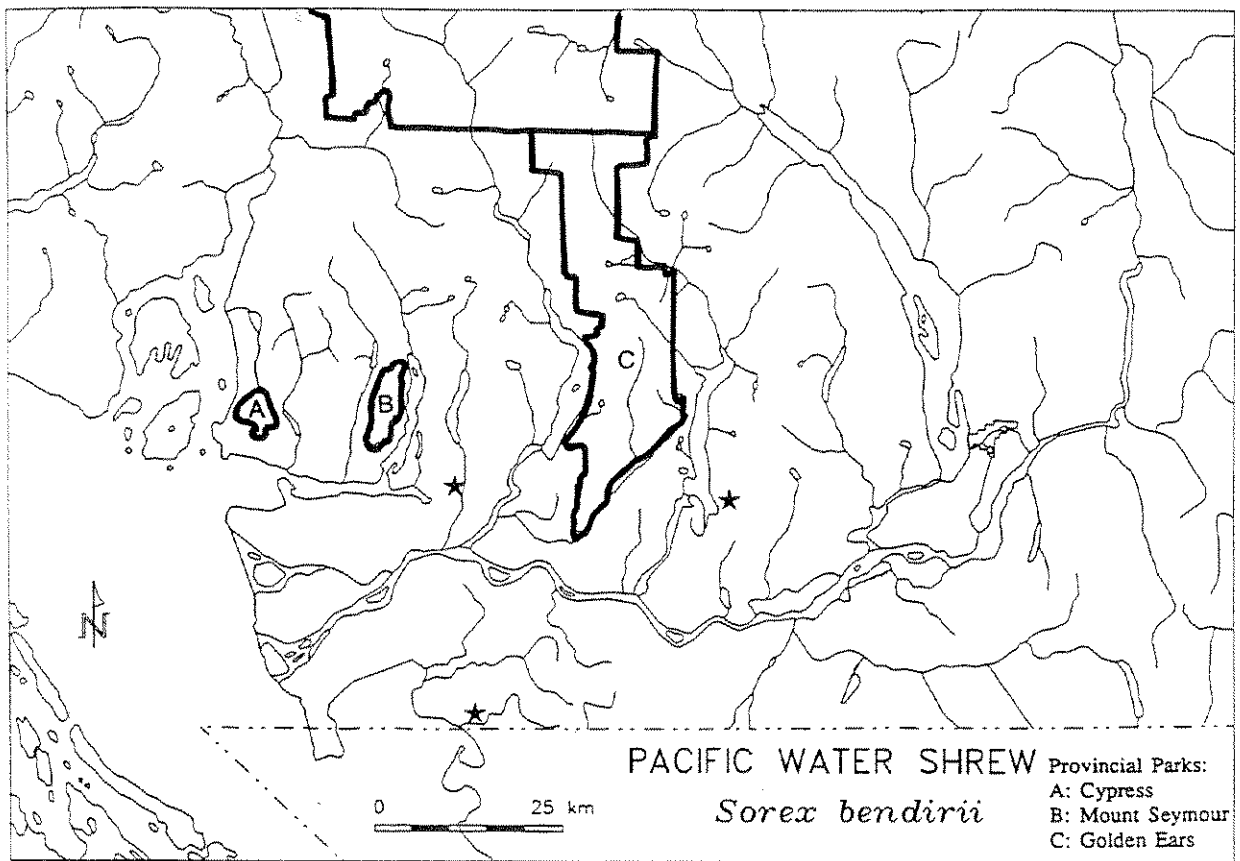 A
B
C
N
PACIFIC WATER SHREW
Sorex bendirii
0 25 km
Provincial Parks:
A: Cypress
B: Mount Seymour
C: Golden Ears